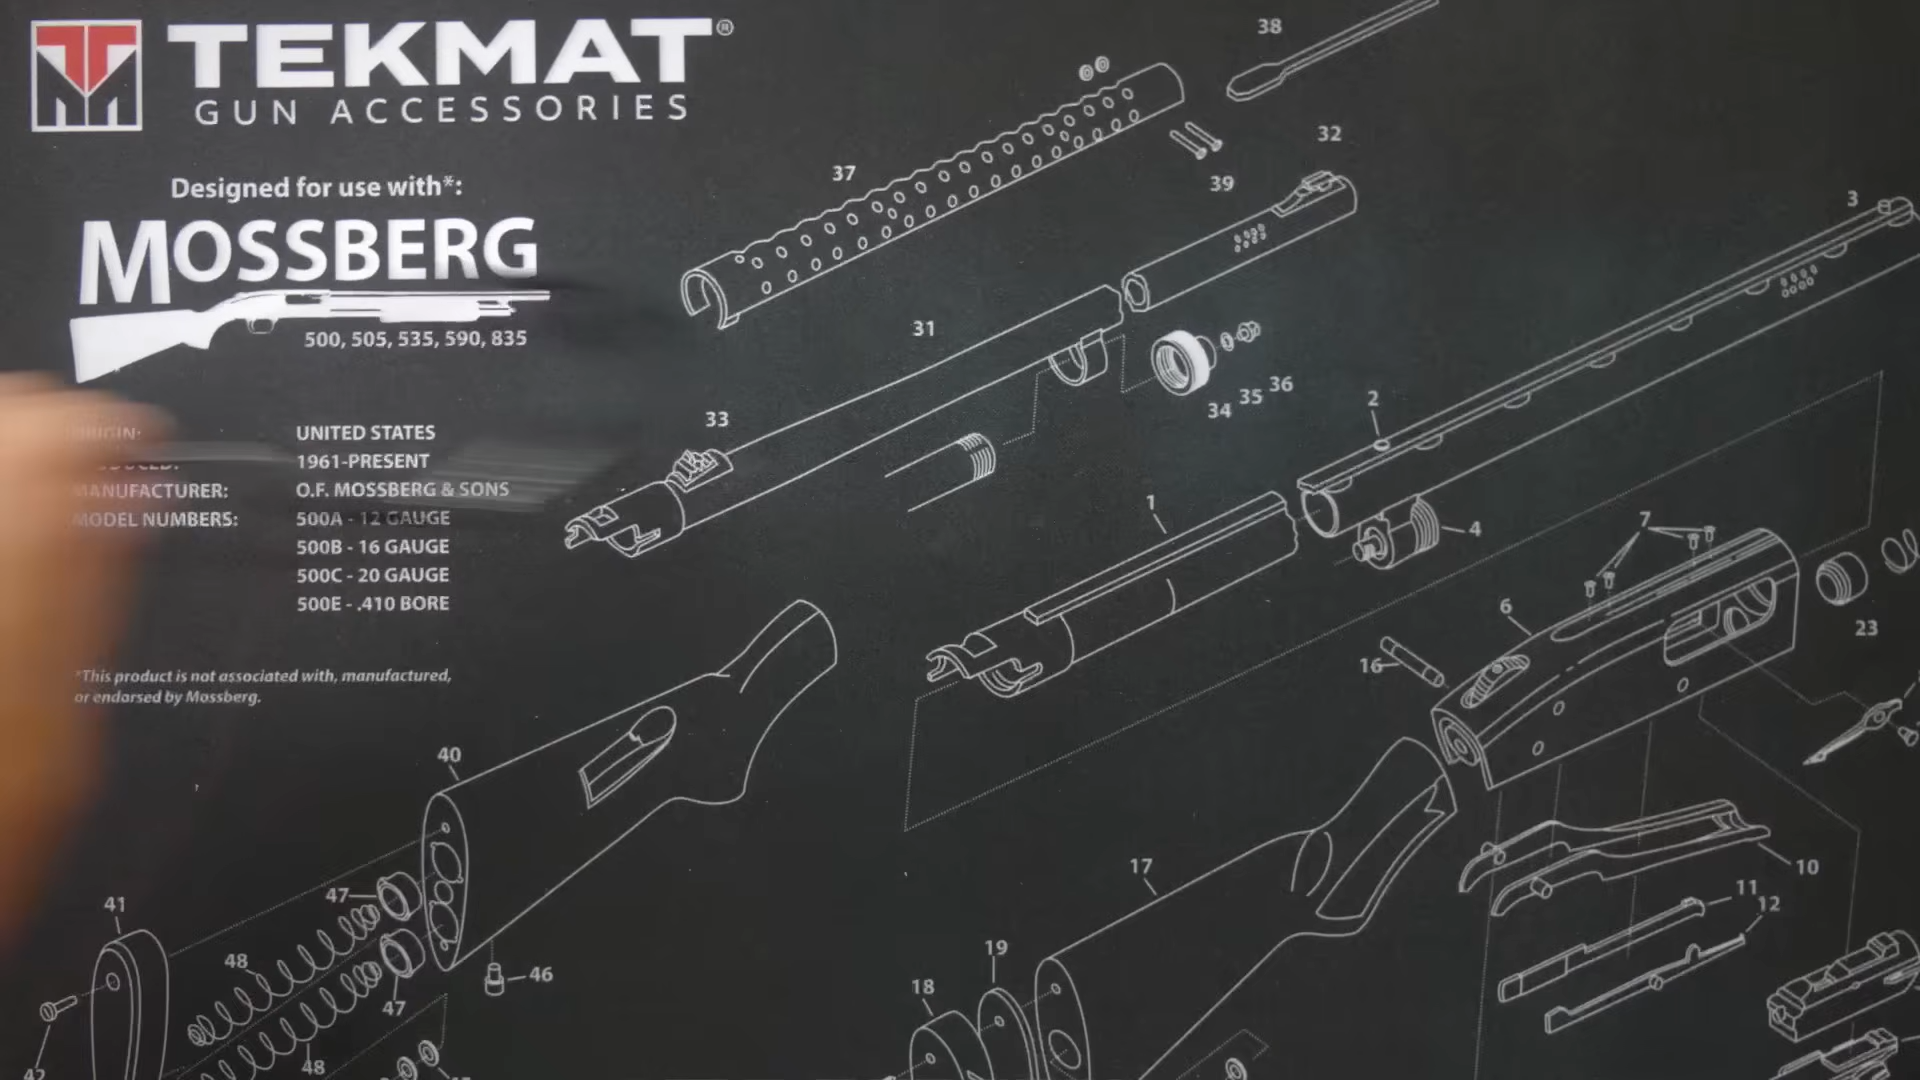 TEKMAT®
GUN ACCESSORIES
Designed for use with*:
MOSSBERG
500, 505, 535, 590, 835
UNITED STATES
1961-PRESENT
MANUFACTURER: O.F. MOSSBERG & SONS
MODEL NUMBERS: 500A - 12 GAUGE
500B - 16 GAUGE
500C - 20 GAUGE
500E - .410 BORE
*This product is not associated with, manufactured,
or endorsed by Mossberg.
38
32
37
39
3
31
36
35
34
2
33
1
4
7
6
23
16
40
17
10
11
12
47
41
19
48
46
18
47
48
42